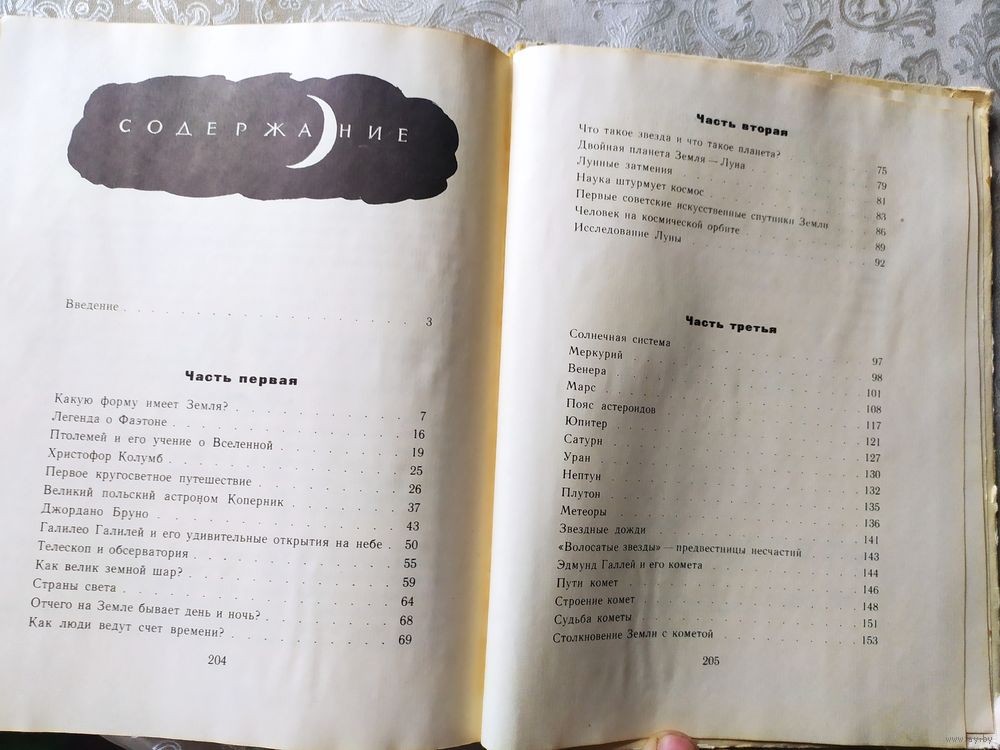 СОДЕРЖАНИЕ
Введение . . . 3
Часть первая
Какую форму имеет Земля? . . . 7
Легенда о Фаэтоне . . . 16
Птолемей и его учение о Вселенной . . . 19
Христофор Колумб . . . 25
Первое кругосветное путешествие . . . 26
Великий польский астроном Коперник . . . 37
Джордано Бруно . . . 43
Галилео Галилей и его удивительные открытия на небе . 50
Телескоп и обсерватория . . . 55
Как велик земной шар? . . . 59
Страны света . . . 64
Отчего на Земле бывает день и ночь? . . . 68
Как люди ведут счет времени? . . . 69
204
Часть вторая
Что такое звезда и что такое планета? . . . 75
Двойная планета Земля — Луна . . . 79
Лунные затмения . . . 81
Наука штурмует космос . . . 83
Первые советские искусственные спутники Земли . . . 86
Человек на космической орбите . . . 89
Исследование Луны . . . 92
Часть третья
Солнечная система . . . 97
Меркурий . . . 98
Венера . . . 101
Марс . . . 108
Пояс астероидов . . . 117
Юпитер . . . 121
Сатурн . . . 127
Уран . . . 130
Нептун . . . 132
Плутон . . . 135
Метеоры . . . 136
Звездные дожди . . . 141
«Волосатые звезды» — предвестницы несчастий . . . 143
Эдмунд Галлей и его комета . . . 144
Пути комет . . . 146
Строение комет . . . 148
Судьба кометы . . . 151
Столкновение Земли с кометой . . . 153
205
www.ay.by